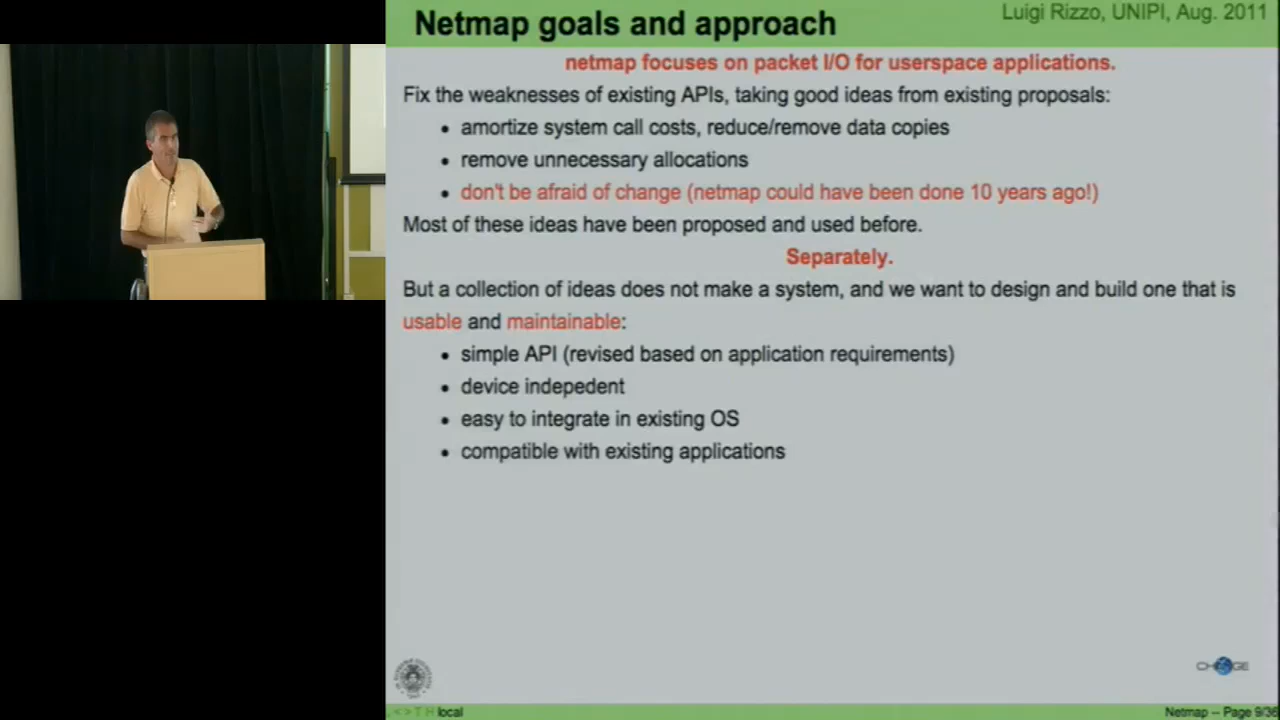 Netmap goals and approach
Luigi Rizzo, UNIPI, Aug. 2011
netmap focuses on packet I/O for userspace applications.
Fix the weaknesses of existing APIs, taking good ideas from existing proposals:
• amortize system call costs, reduce/remove data copies
• remove unnecessary allocations
• don't be afraid of change (netmap could have been done 10 years ago!)
Most of these ideas have been proposed and used before.
Separately.
But a collection of ideas does not make a system, and we want to design and build one that is
usable and maintainable:
• simple API (revised based on application requirements)
• device indepedent
• easy to integrate in existing OS
• compatible with existing applications
< > T H local
Netmap -- Page 9/36